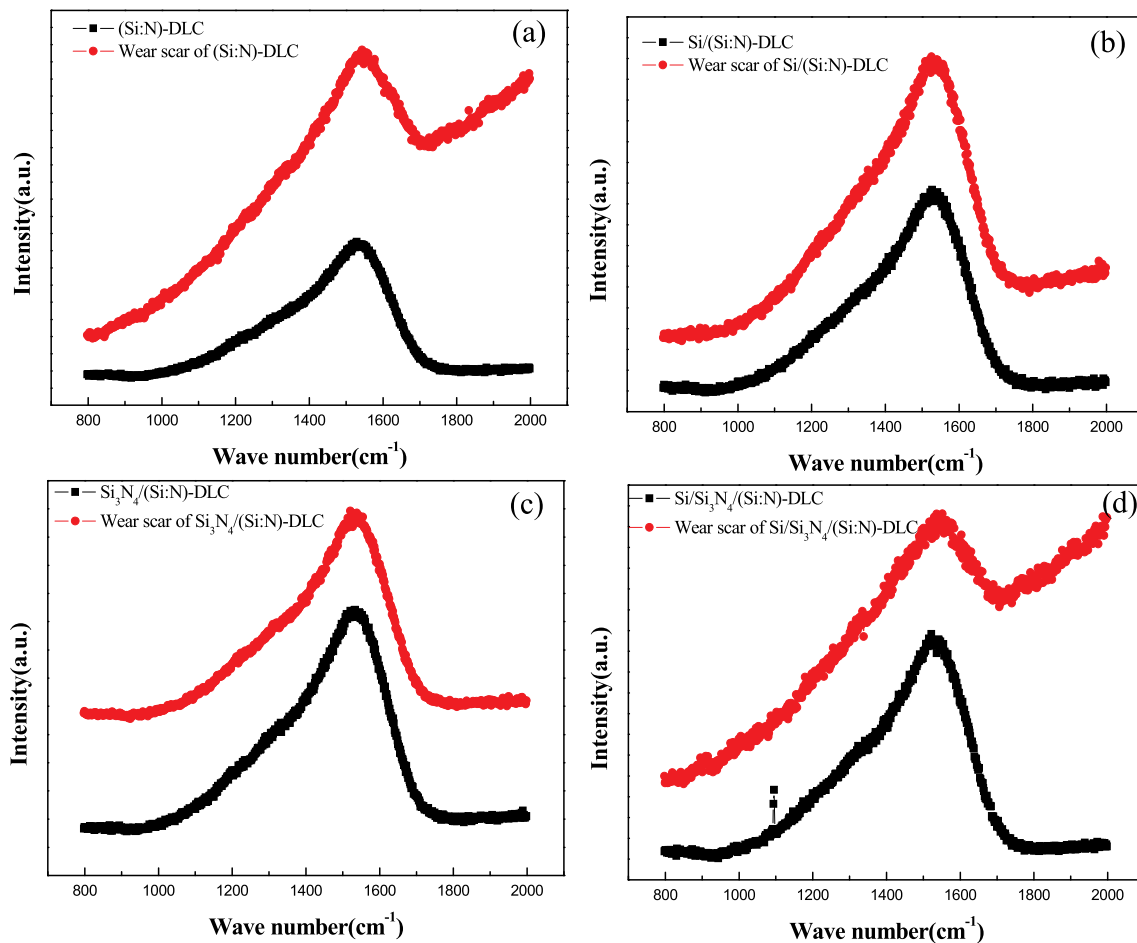 (a)
(Si:N)-DLC
Wear scar of (Si:N)-DLC
Intensity(a.u.)
800 1000 1200 1400 1600 1800 2000
Wave number(cm⁻¹)
(b)
Si/(Si:N)-DLC
Wear scar of Si/(Si:N)-DLC
Intensity(a.u.)
800 1000 1200 1400 1600 1800 2000
Wave number(cm⁻¹)
(c)
Si₃N₄/(Si:N)-DLC
Wear scar of Si₃N₄/(Si:N)-DLC
Intensity(a.u.)
800 1000 1200 1400 1600 1800 2000
Wave number(cm⁻¹)
(d)
Si/Si₃N₄/(Si:N)-DLC
Wear scar of Si/Si₃N₄/(Si:N)-DLC
Intensity(a.u.)
800 1000 1200 1400 1600 1800 2000
Wave number(cm⁻¹)